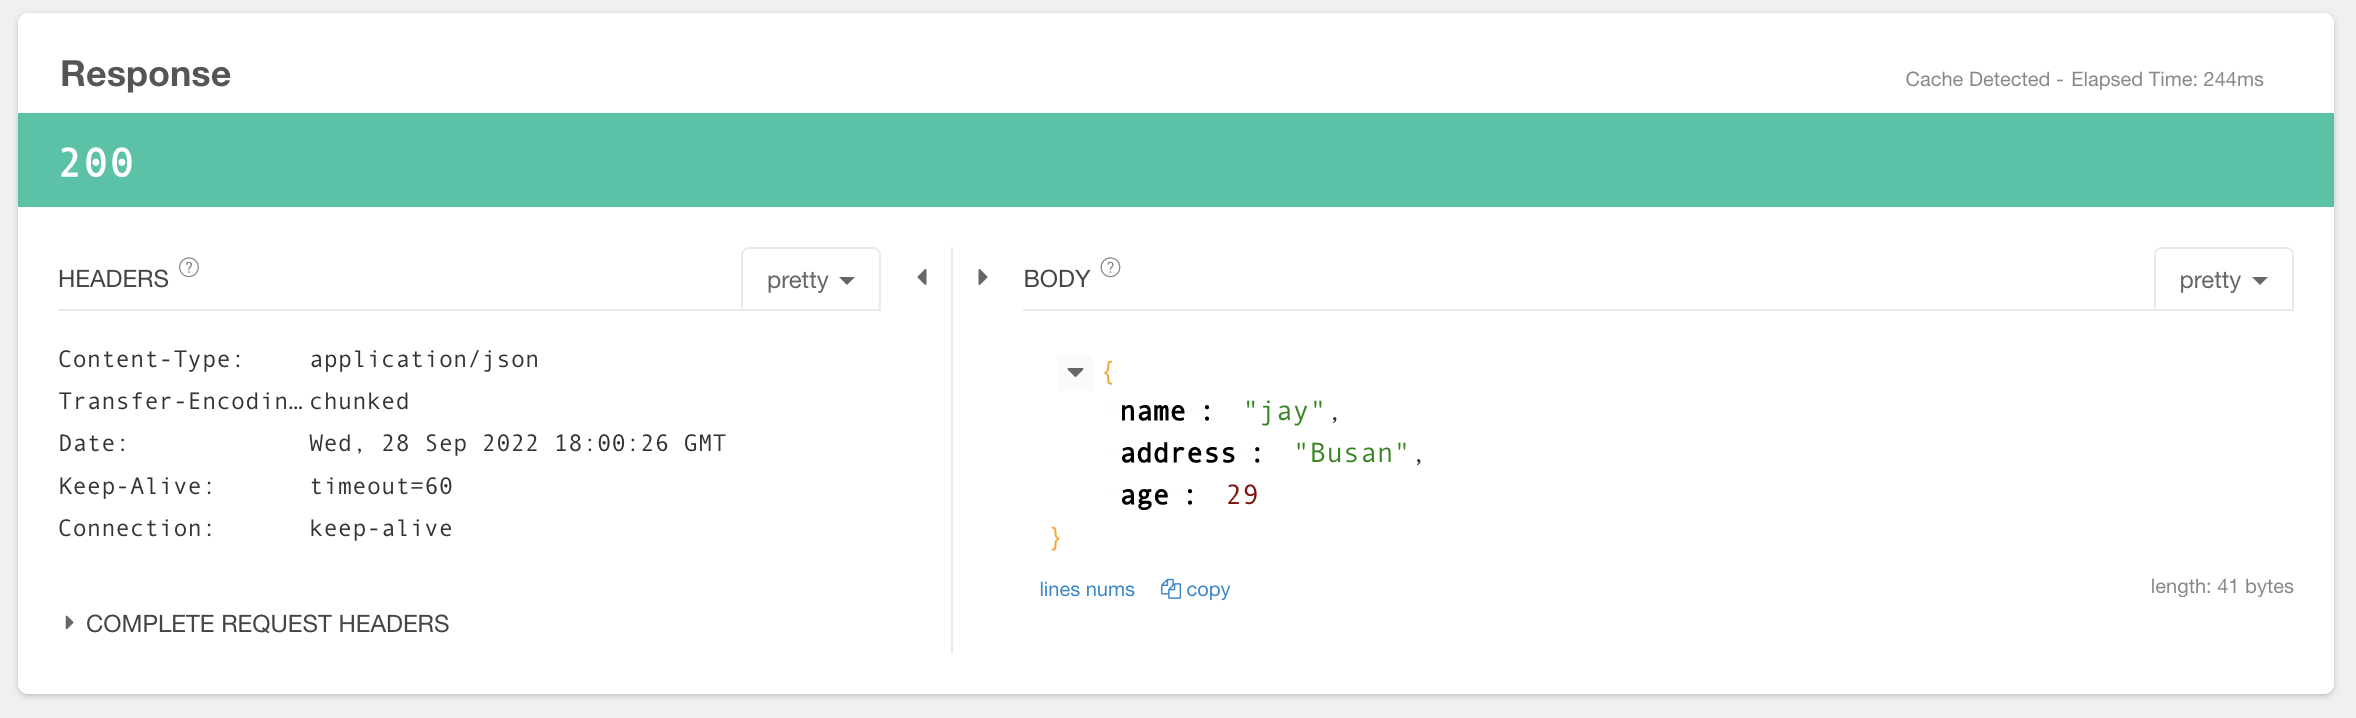 Response
Cache Detected - Elapsed Time: 244ms
200
HEADERS ?
pretty
Content-Type: application/json
Transfer-Encodin… chunked
Date: Wed, 28 Sep 2022 18:00:26 GMT
Keep-Alive: timeout=60
Connection: keep-alive
COMPLETE REQUEST HEADERS
BODY ?
pretty
{
name : "jay",
address : "Busan",
age : 29
}
lines nums copy
length: 41 bytes